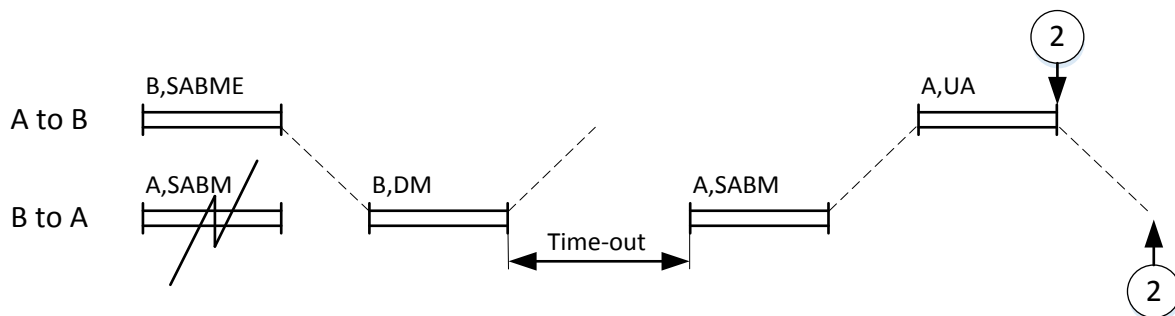 2
B,SABME
A,UA
A to B
A,SABM
B,DM
A,SABM
B to A
Time-out
2